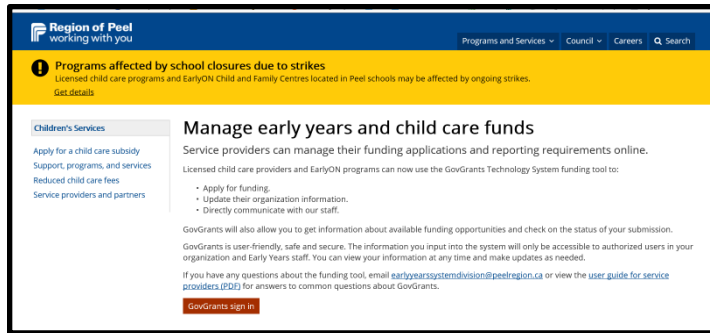 Region of Peel
working with you
Programs and Services
Council
Careers
Search
Programs affected by school closures due to strikes
Licensed child care programs and EarlyON Child and Family Centres located in Peel schools may be affected by ongoing strikes.
Get details
Children's Services
Apply for a child care subsidy
Support, programs, and services
Reduced child care fees
Service providers and partners
Manage early years and child care funds
Service providers can manage their funding applications and reporting requirements online.
Licensed child care providers and EarlyON programs can now use the GovGrants Technology System funding tool to:
• Apply for funding.
• Update their organization information.
• Directly communicate with our staff.
GovGrants will also allow you to get information about available funding opportunities and check on the status of your submission.
GovGrants is user-friendly, safe and secure. The information you input into the system will only be accessible to authorized users in your
organization and Early Years staff. You can view your information at any time and make updates as needed.
If you have any questions about the funding tool, email earlyyearssystemdivision@peelregion.ca or view the user guide for service
providers (PDF) for answers to common questions about GovGrants.
GovGrants sign in